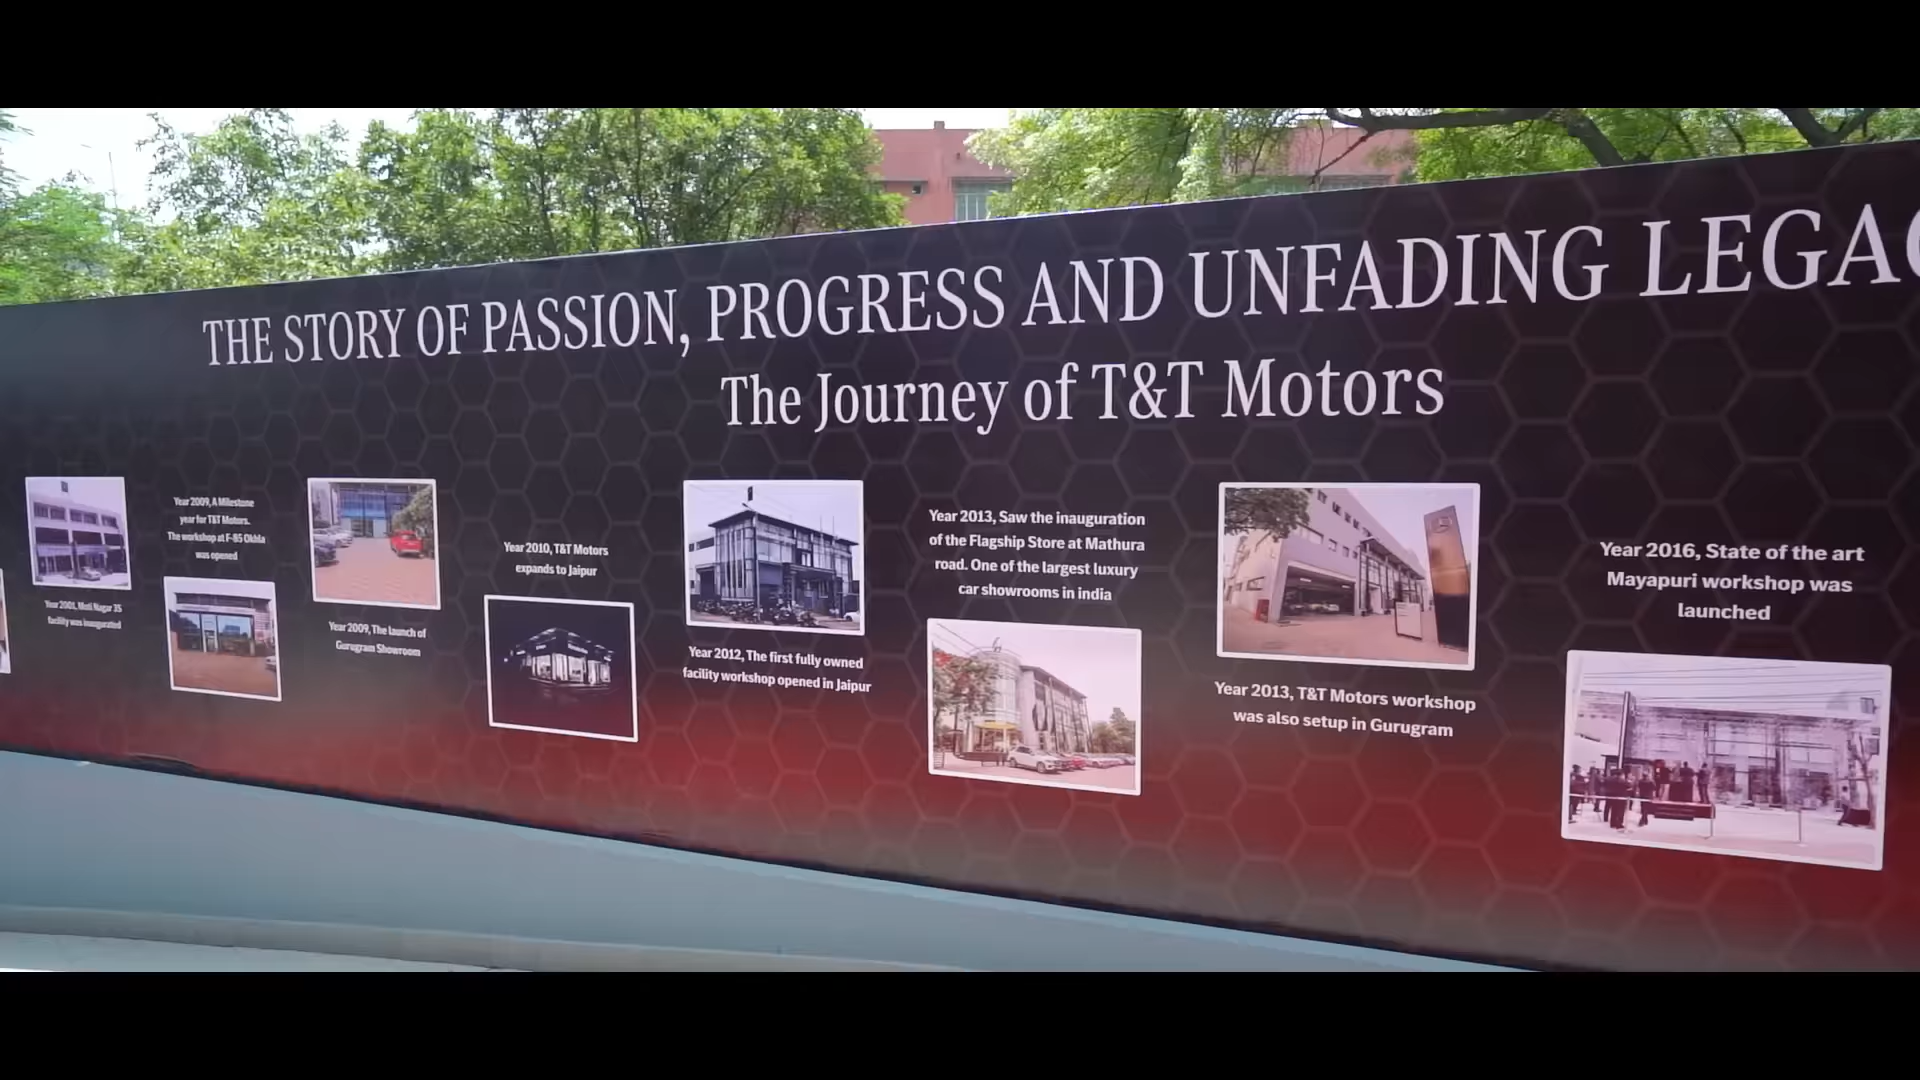 THE STORY OF PASSION, PROGRESS AND UNFADING LEGAC
The Journey of T&T Motors
Year 2001, Moti Nagar 35
facility was inaugurated
Year 2009, A Milestone
year for T&T Motors.
The workshop at F-85 Okhla
was opened
Year 2009, The launch of
Gurugram Showroom
Year 2010, T&T Motors
expands to Jaipur
Year 2012, The first fully owned
facility workshop opened in Jaipur
Year 2013, Saw the inauguration
of the Flagship Store at Mathura
road. One of the largest luxury
car showrooms in india
Year 2013, T&T Motors workshop
was also setup in Gurugram
Year 2016, State of the art
Mayapuri workshop was
launched